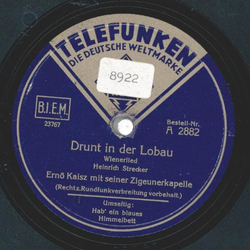 TELEFUNKEN
DIE DEUTSCHE WELTMARKE
8922
B.I.E.M.
23767
Bestell-Nr.
A 2882
Drunt in der Lobau
Wienerlied
Heinrich Strecker
Ernö Kaisz mit seiner Zigeunerkapelle
(Rechts.Rundfunkverbreitung vorbehalt.)
Umseitig:
Hab' ein blaues
Himmelbett